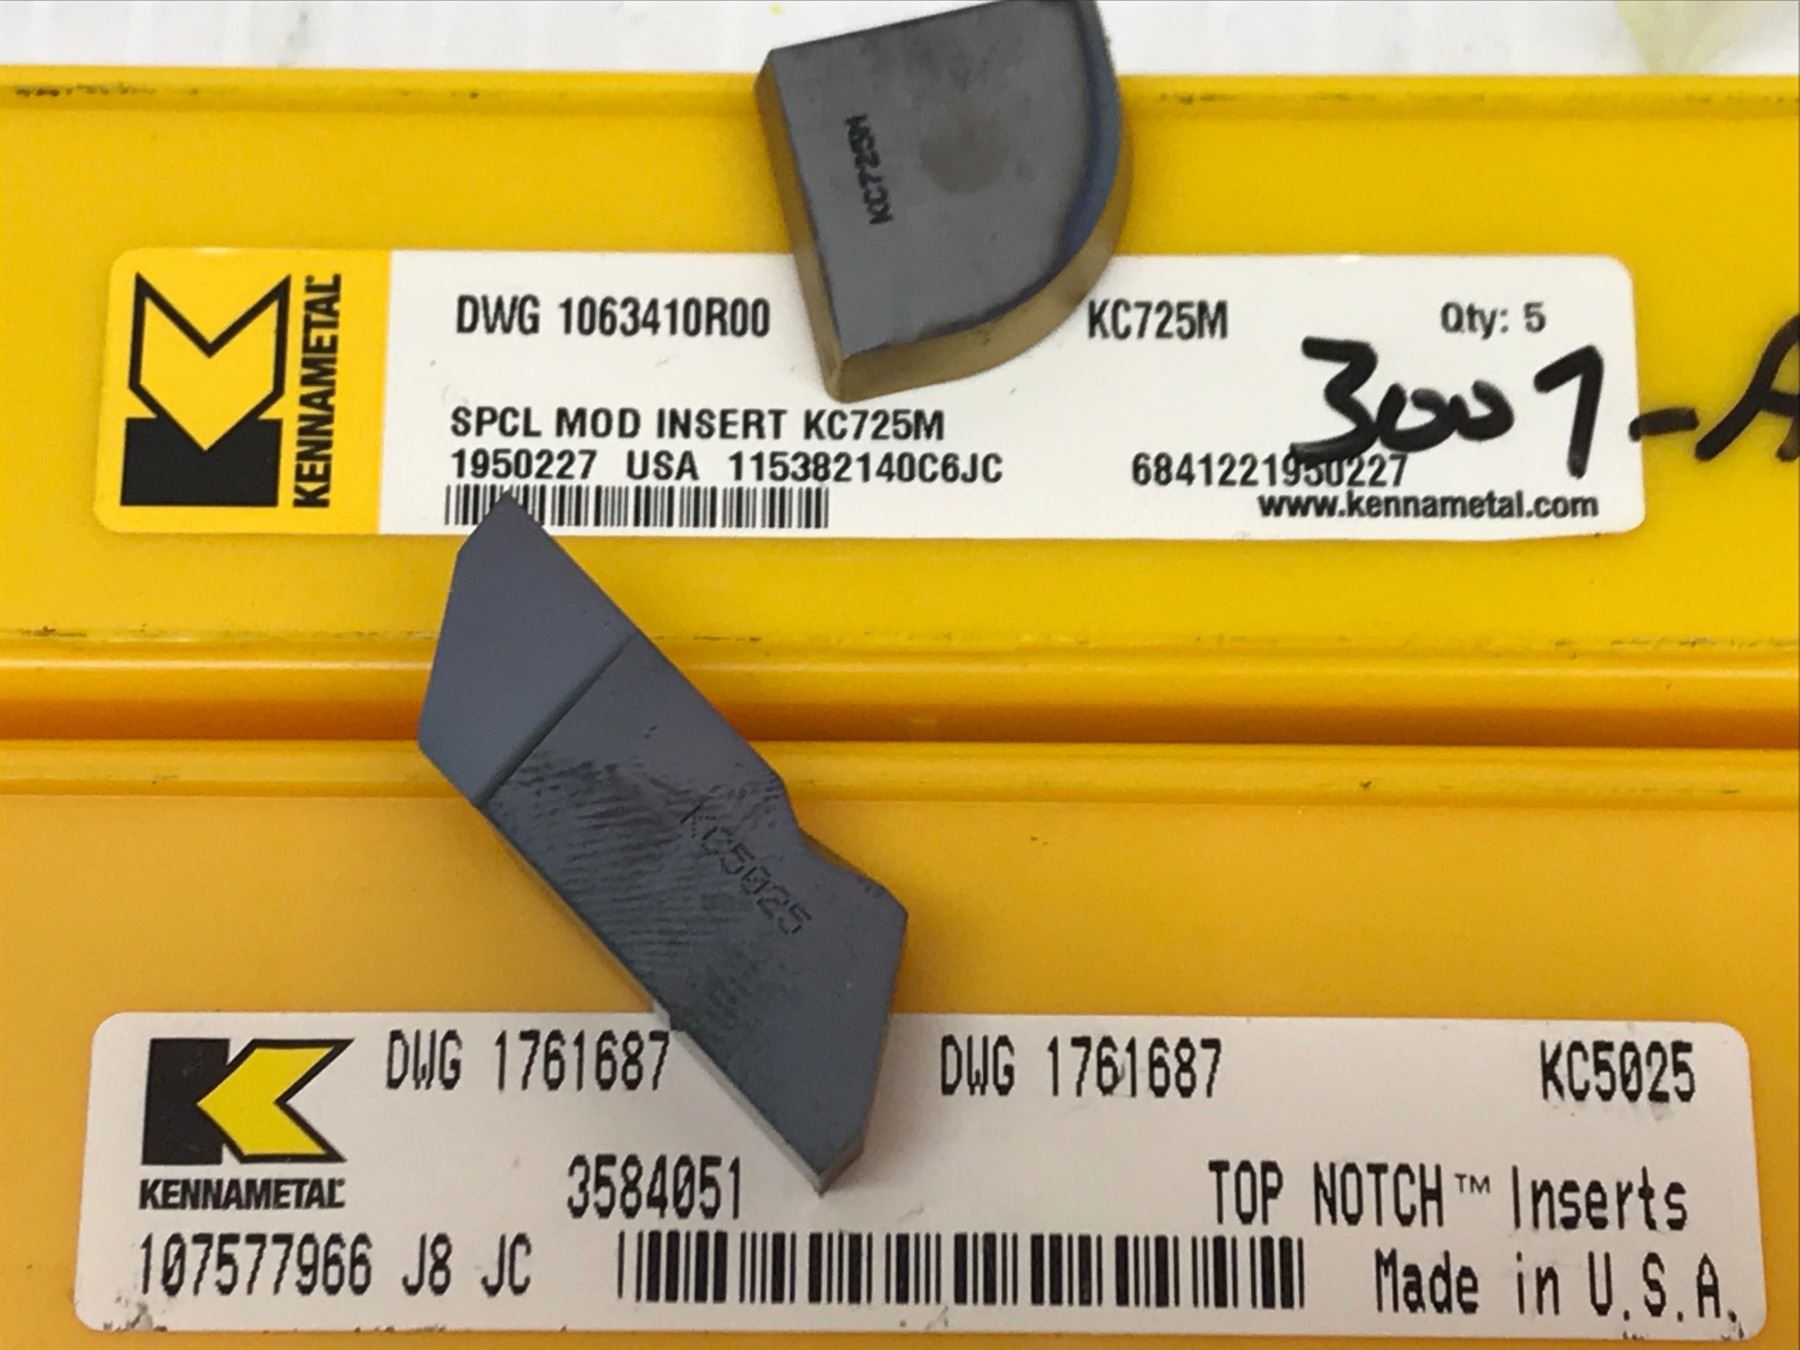 KC725M
KENNAMETAL
DWG 1063410R00 KC725M Qty: 5
3007-A
SPCL MOD INSERT KC725M
1950227 USA 115382140C6JC 6841221950227
www.kennametal.com
KC5025
DWG 1761687 DWG 1761687 KC5025
KENNAMETAL
3584051 TOP NOTCH™ Inserts
107577966 J8 JC Made in U.S.A.